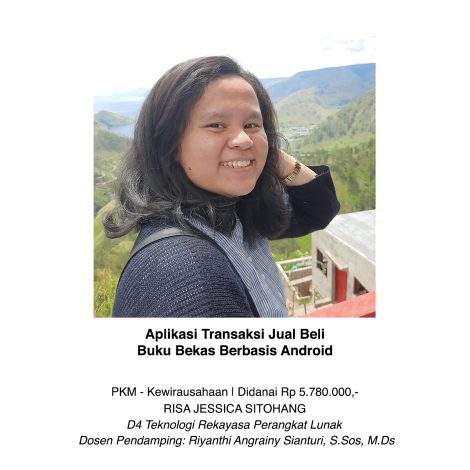 Aplikasi Transaksi Jual Beli
Buku Bekas Berbasis Android
PKM - Kewirausahaan | Didanai Rp 5.780.000,-
RISA JESSICA SITOHANG
D4 Teknologi Rekayasa Perangkat Lunak
Dosen Pendamping: Riyanthi Angrainy Sianturi, S.Sos, M.Ds